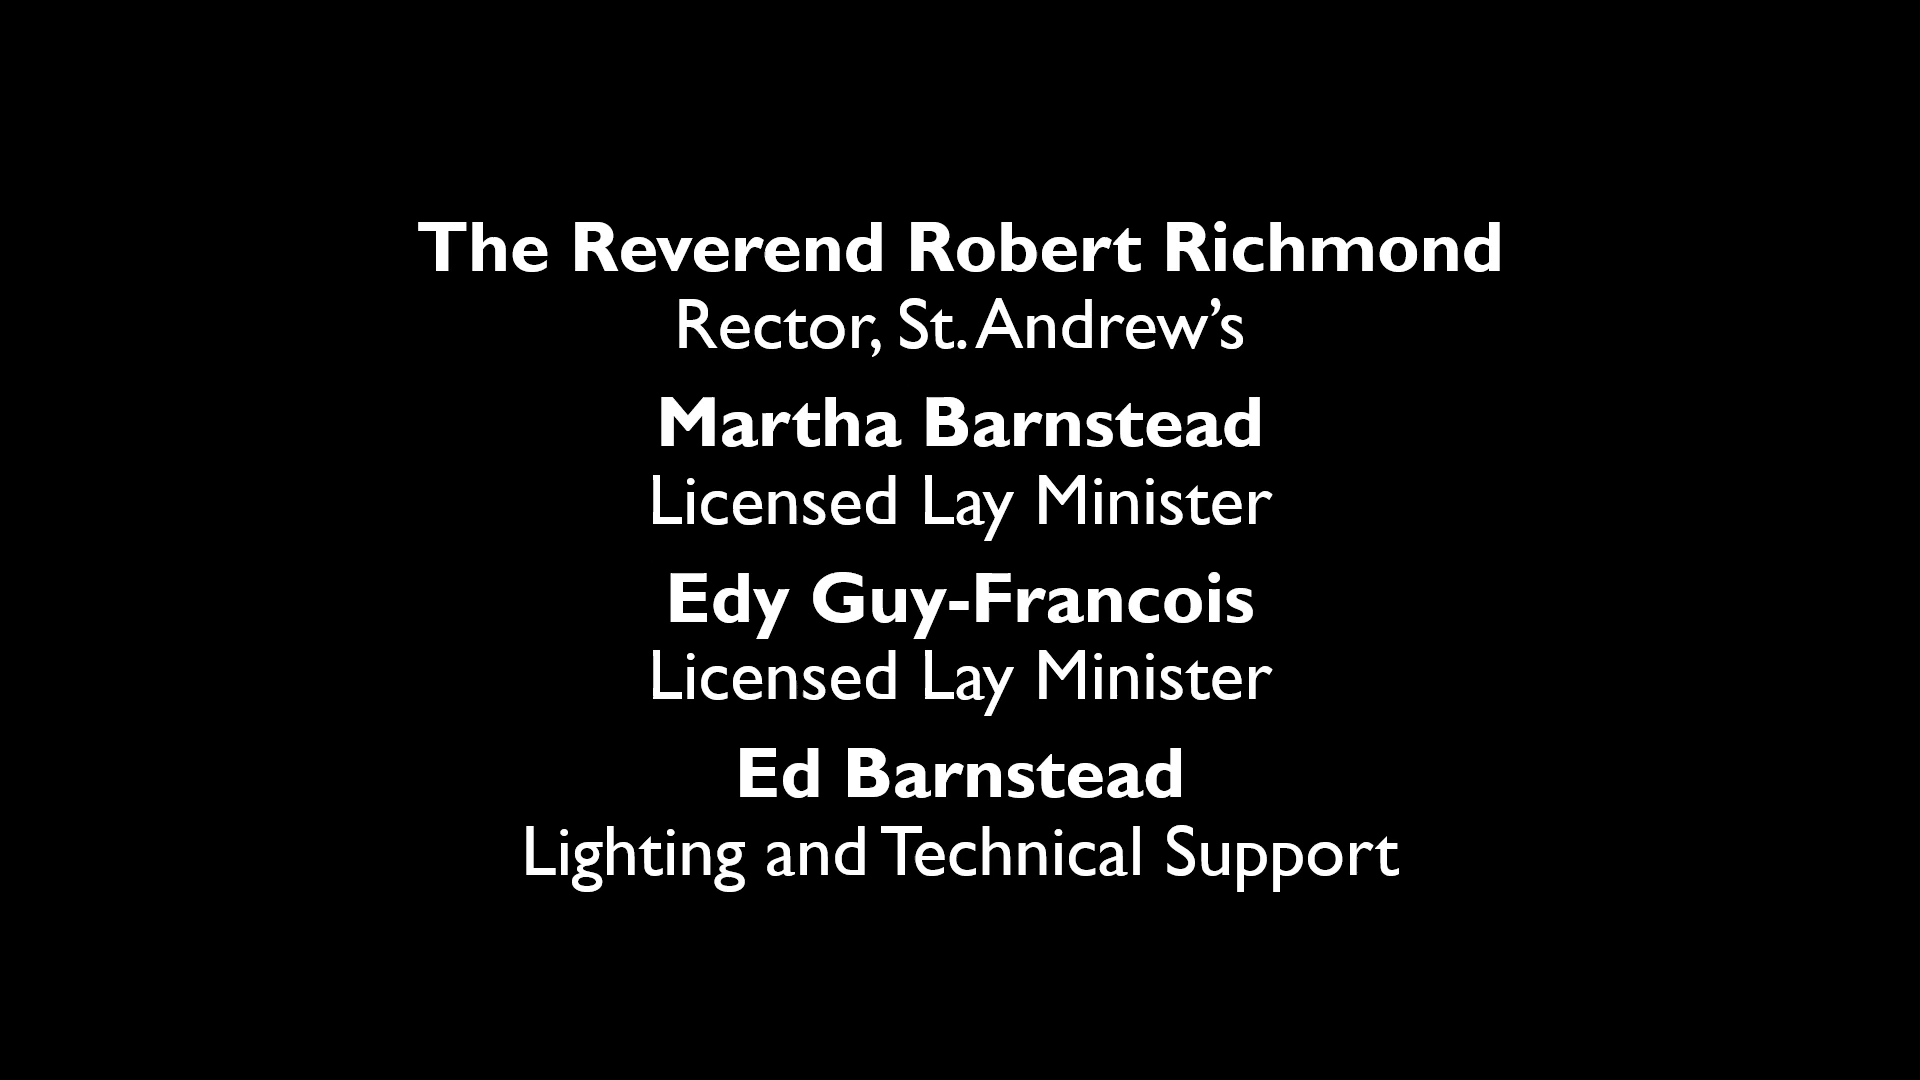 The Reverend Robert Richmond
Rector, St. Andrew’s
Martha Barnstead
Licensed Lay Minister
Edy Guy-Francois
Licensed Lay Minister
Ed Barnstead
Lighting and Technical Support